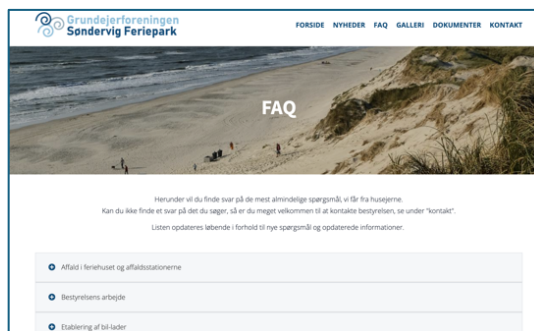 Grundejerforeningen
Søndervig Feriepark
FORSIDE NYHEDER FAQ GALLERI DOKUMENTER KONTAKT
FAQ
Herunder vil du finde svar på de mest almindelige spørgsmål, vi får fra husejerne.
Kan du ikke finde et svar på det du søger, så er du meget velkommen til at kontakte bestyrelsen, se under "kontakt".
Listen opdateres løbende i forhold til nye spørgsmål og opdaterede informationer.
Affald i feriehuset og affaldsstationerne
Bestyrelsens arbejde
Etablering af bil-lader